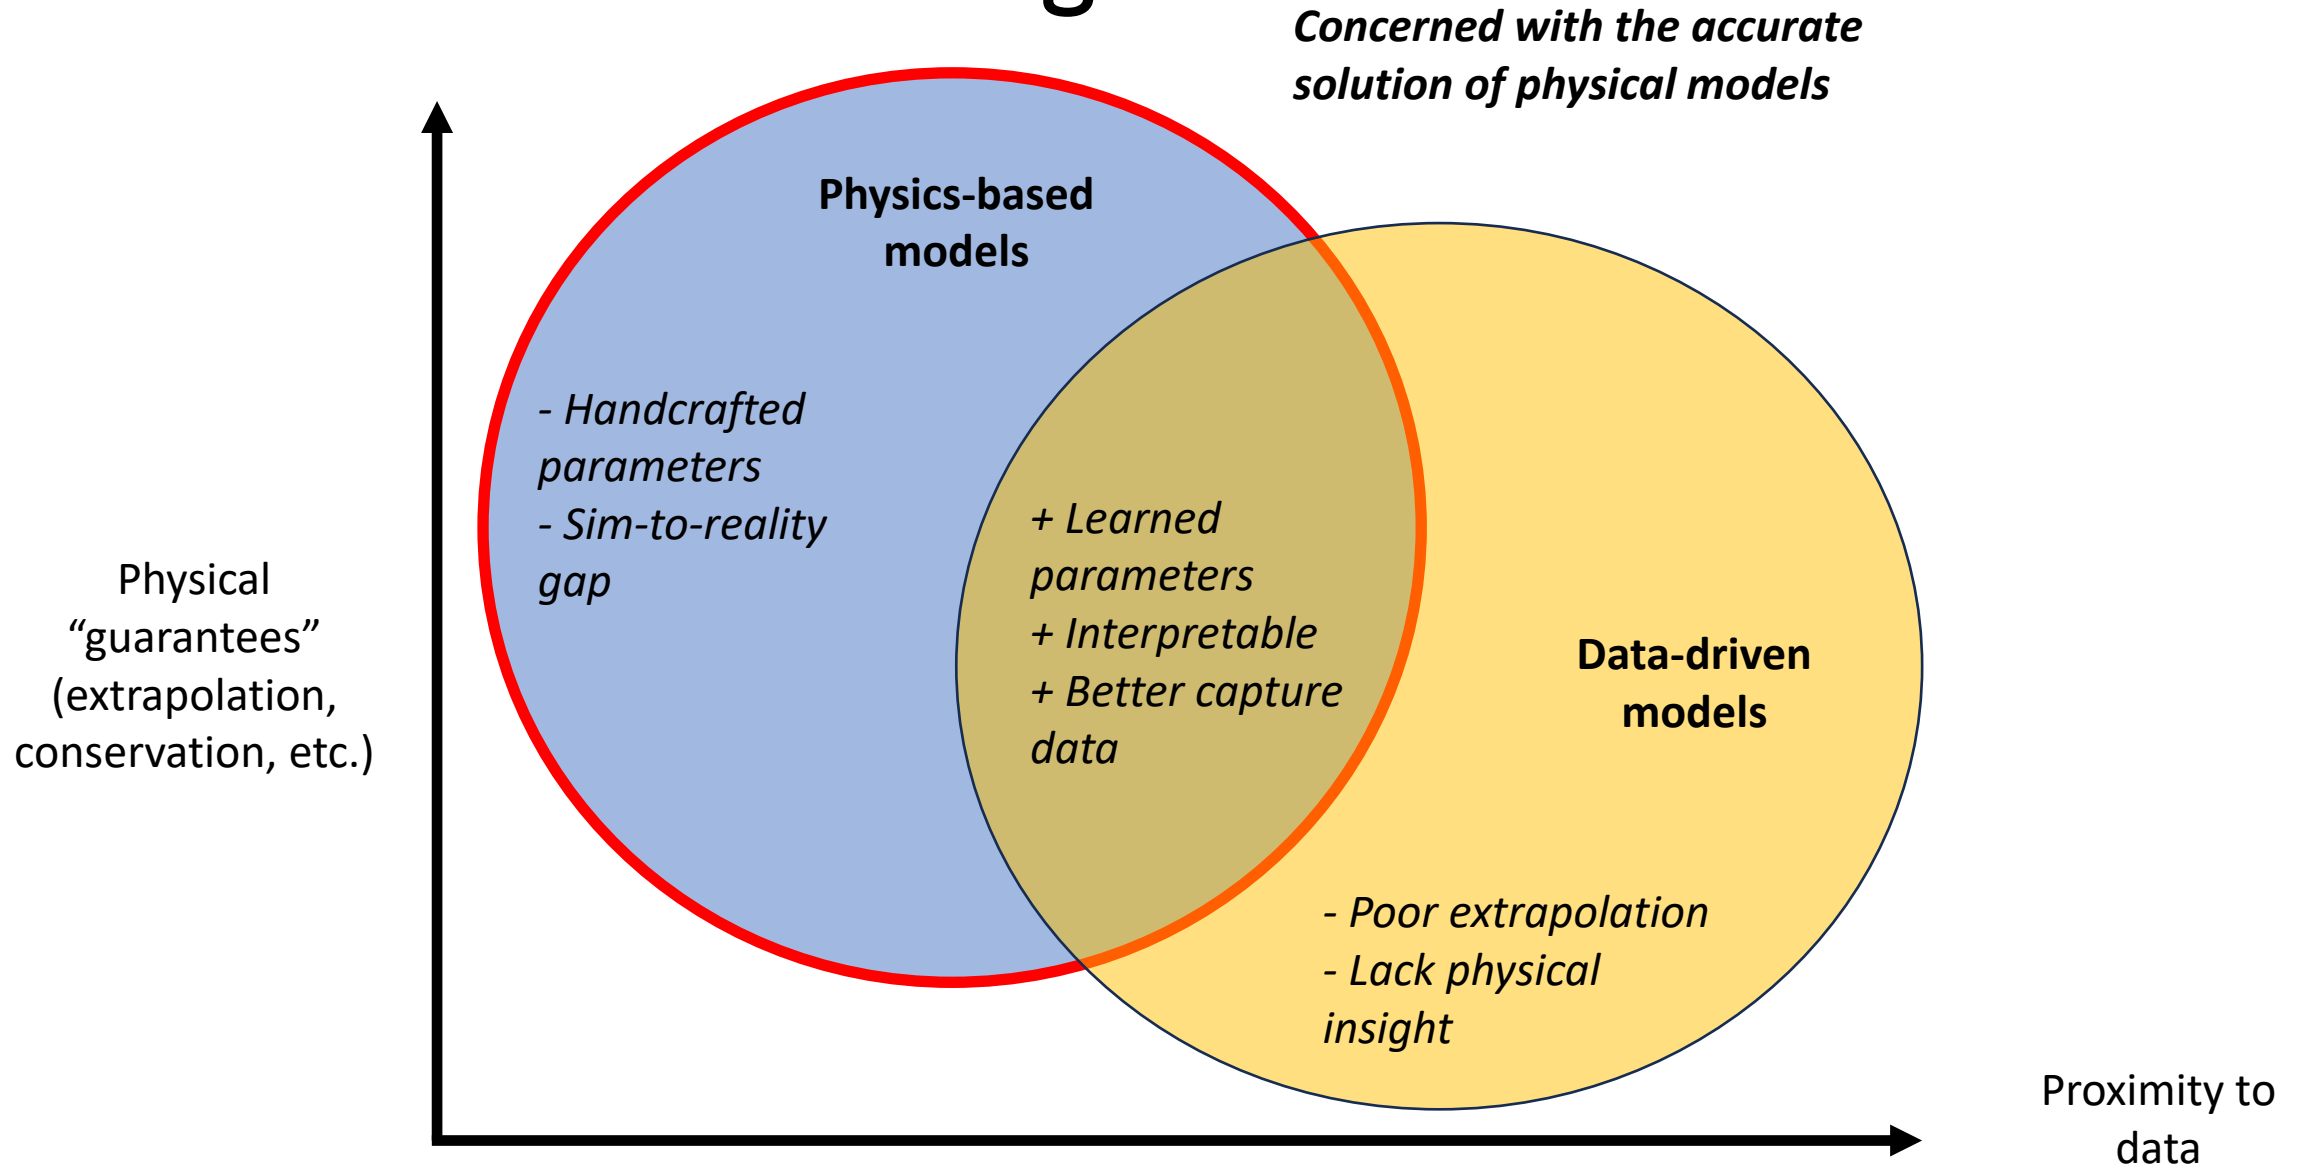 Concerned with the accurate
solution of physical models
Physics-based
models
- Handcrafted
parameters
- Sim-to-reality
gap
+ Learned
parameters
+ Interpretable
+ Better capture
data
Data-driven
models
- Poor extrapolation
- Lack physical
insight
Physical
“guarantees”
(extrapolation,
conservation, etc.)
Proximity to
data